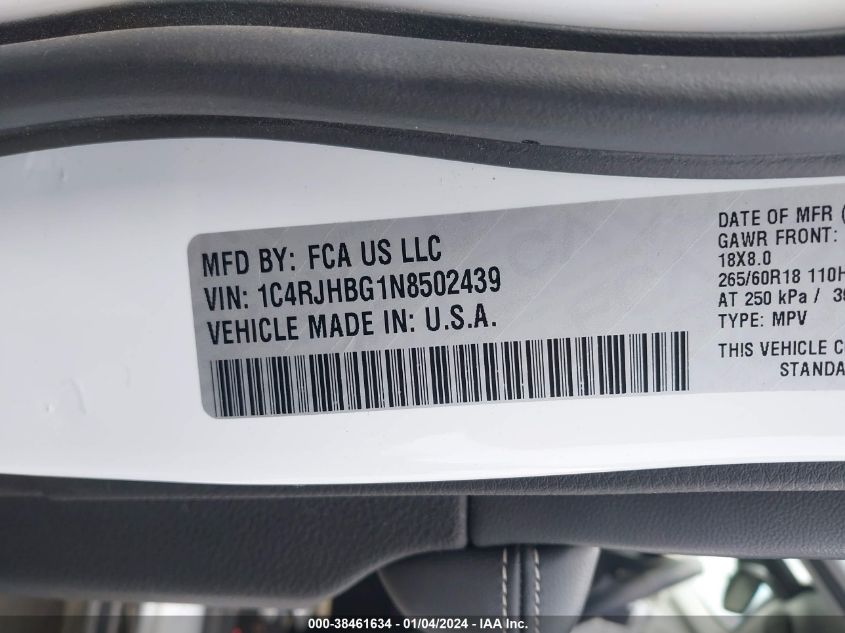 MFD BY: FCA US LLC
VIN: 1C4RJHBG1N8502439
VEHICLE MADE IN: U.S.A.
DATE OF MFR (
GAWR FRONT:
18X8.0
265/60R18 110H
AT 250 kPa /
TYPE: MPV
THIS VEHICLE C
STANDA
000-38461634 - 01/04/2024 - IAA Inc.